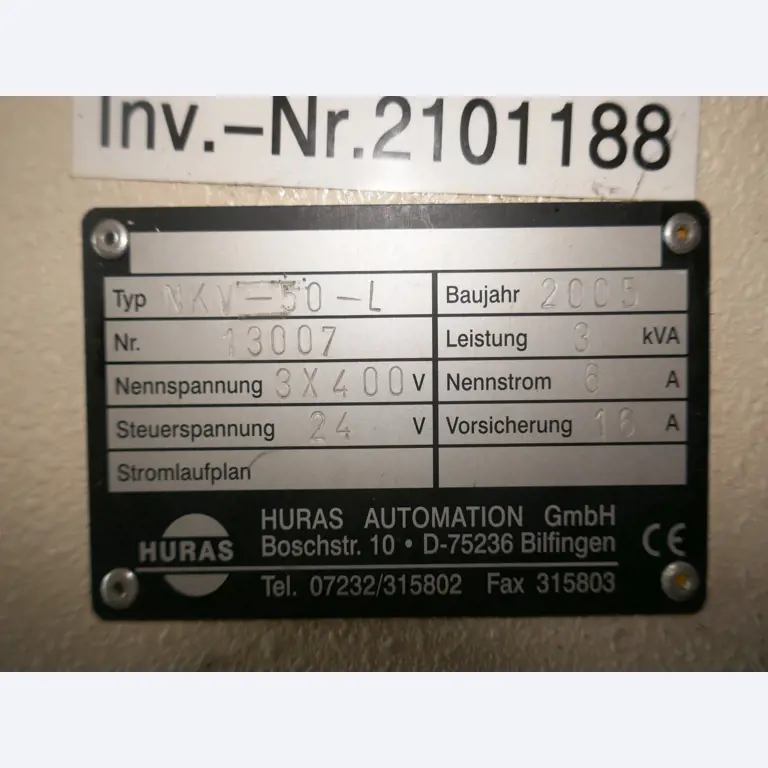 Inv.-Nr.2101188
Typ NKV-50-L
Baujahr 2005
Nr. 13007
Leistung 3 kVA
Nennspannung 3X400 V
Nennstrom 6 A
Steuerspannung 24 V
Vorsicherung 16 A
Stromlaufplan
HURAS
HURAS AUTOMATION GmbH
Boschstr. 10 • D-75236 Bilfingen
CE
Tel. 07232/315802 Fax 315803